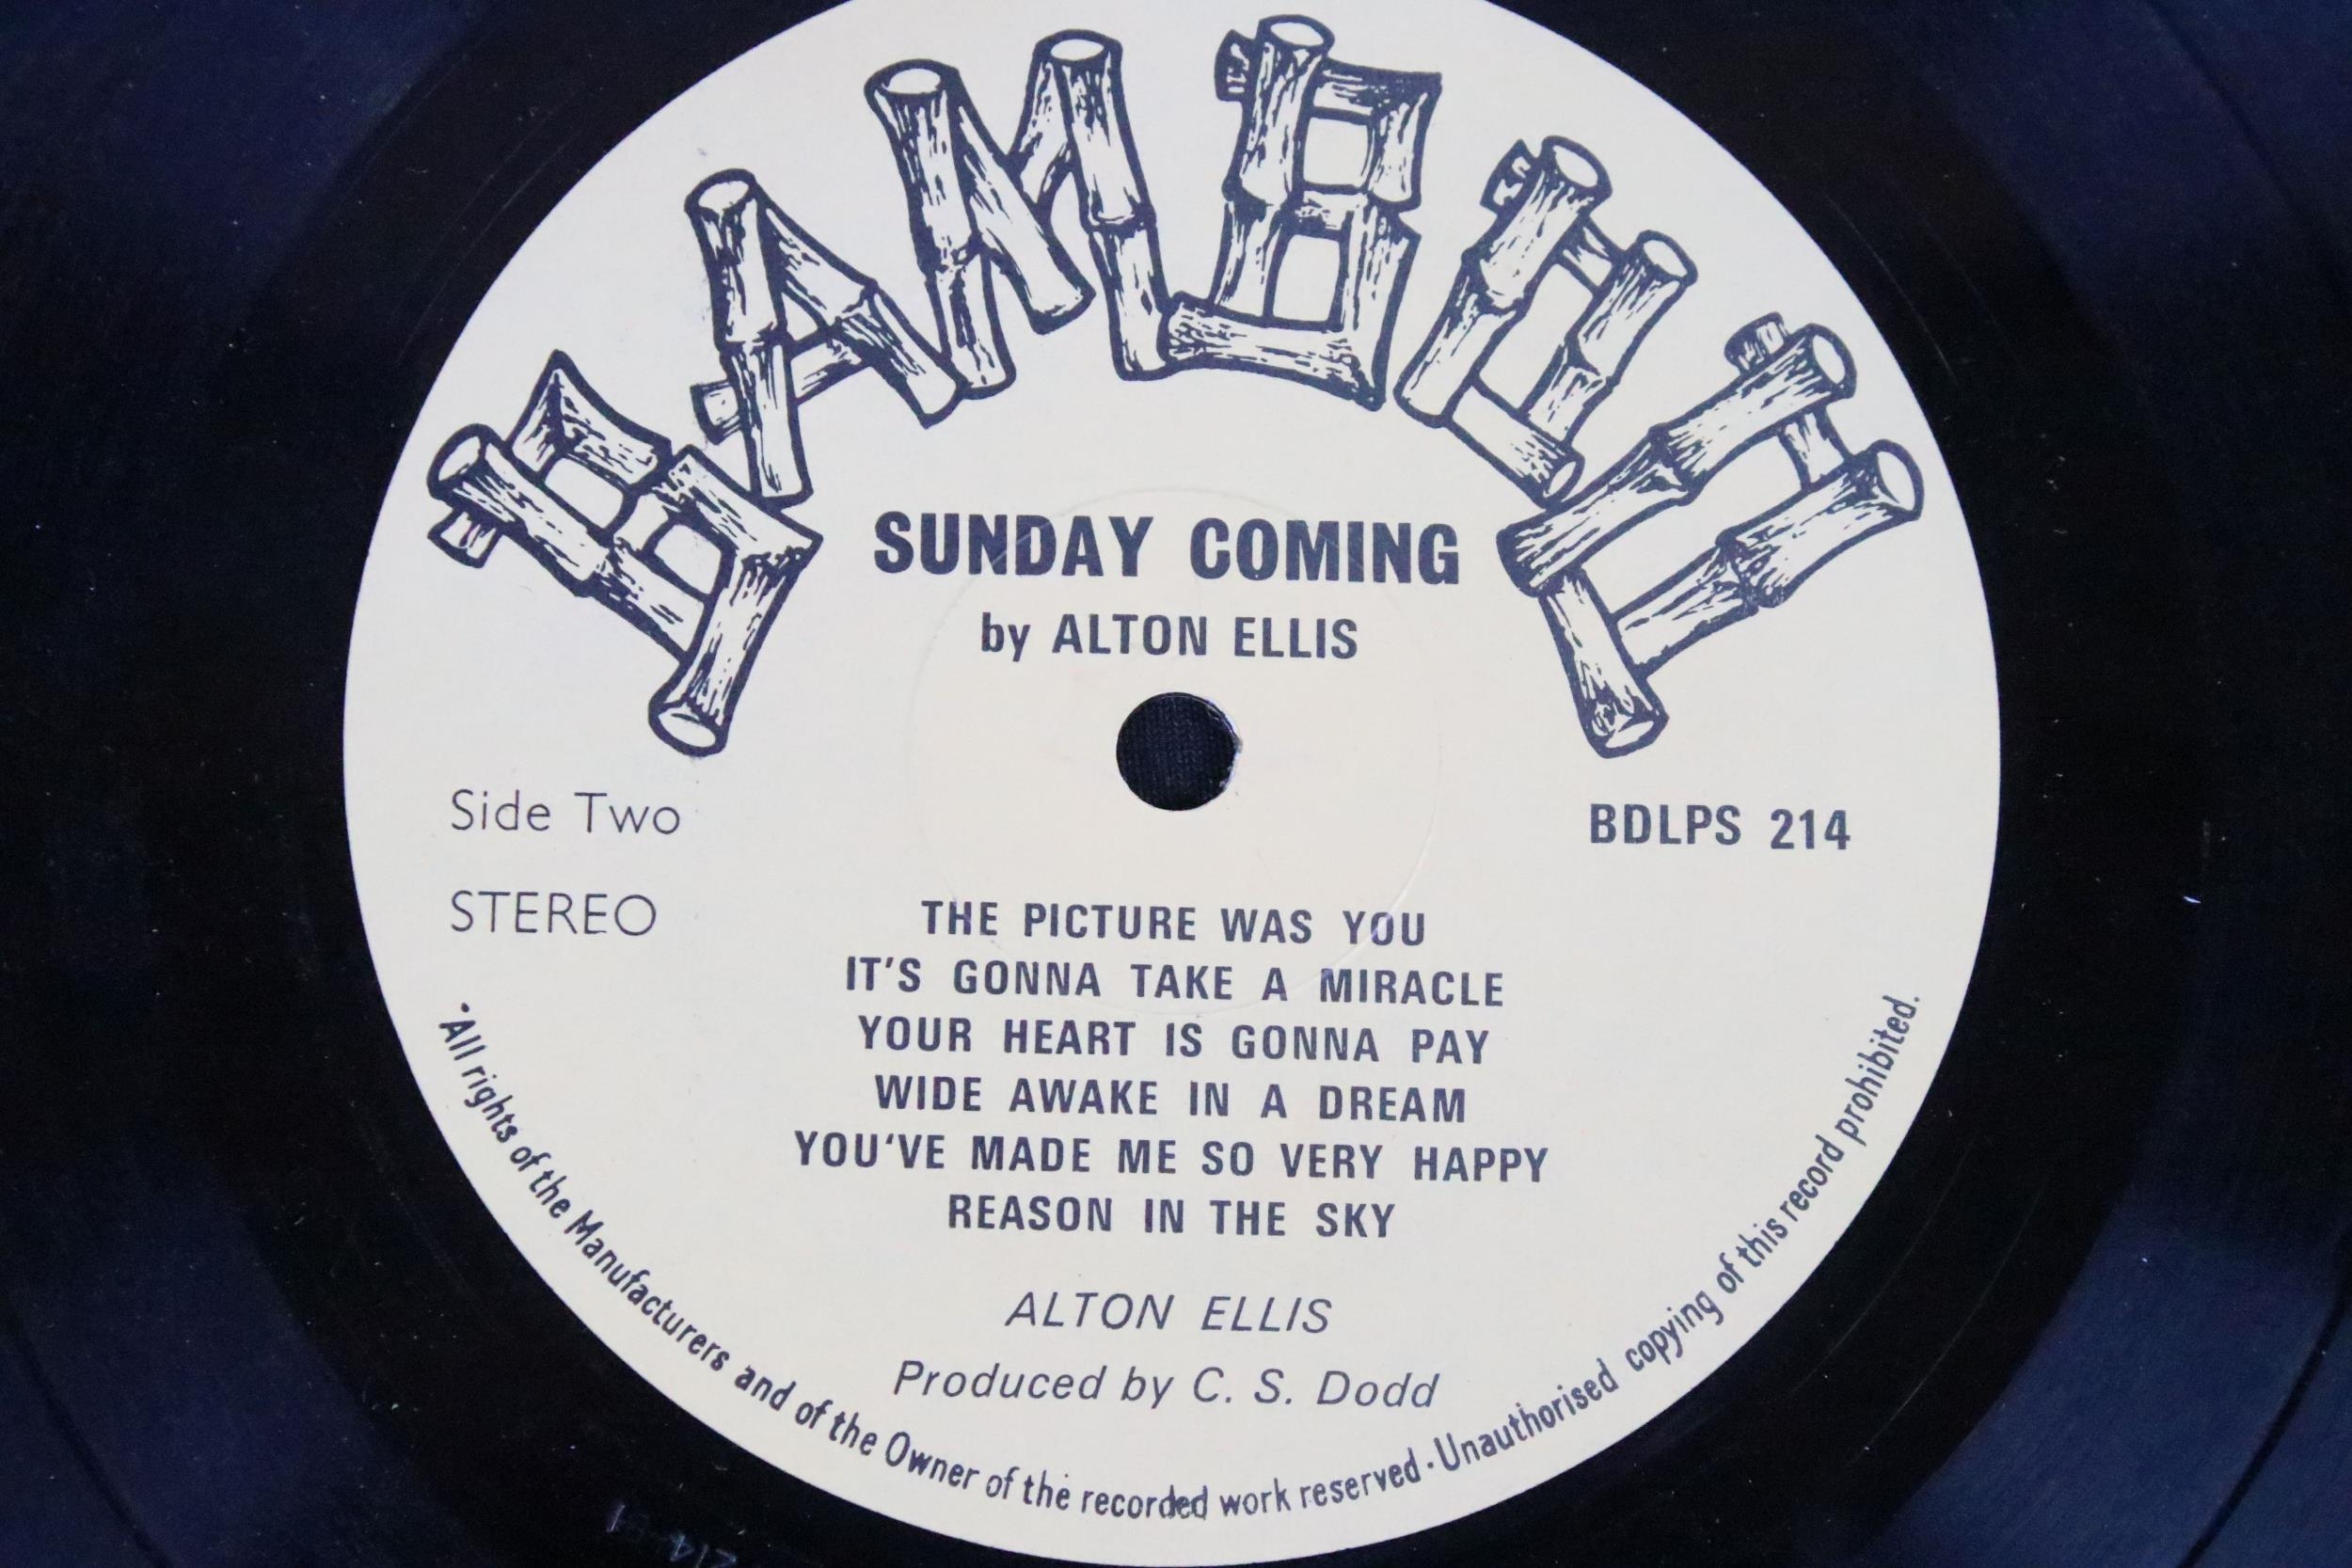 BAMBOO
SUNDAY COMING
by ALTON ELLIS
Side Two
BDLPS 214
STEREO
THE PICTURE WAS YOU
IT'S GONNA TAKE A MIRACLE
YOUR HEART IS GONNA PAY
WIDE AWAKE IN A DREAM
YOU'VE MADE ME SO VERY HAPPY
REASON IN THE SKY
ALTON ELLIS
Produced by C. S. Dodd
·All rights of the Manufacturers and of the Owner of the recorded work reserved · Unauthorised copying of this record prohibited.